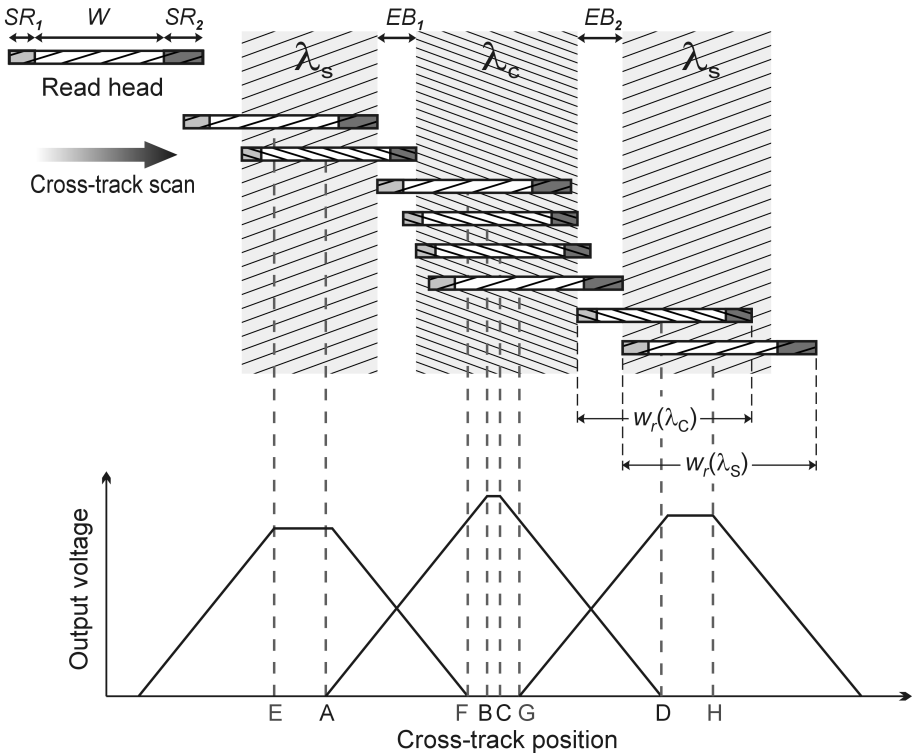 SR1 W SR2 EB1 EB2
λs λc λs
Read head
Cross-track scan
wr(λC)
wr(λS)
Output voltage
E A F B C G D H
Cross-track position